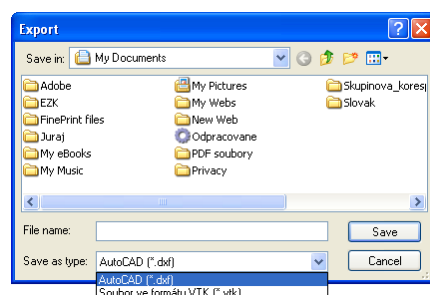 Export
Save in: My Documents
Adobe My Pictures Skupinova_koresp
EZK My Webs Slovak
FinePrint files New Web
Juraj Odpracovane
My eBooks PDF soubory
My Music Privacy
File name: Save
Save as type: AutoCAD (*.dxf) Cancel
AutoCAD (*.dxf)
Soubor ve formátu VTK (*.vtk)